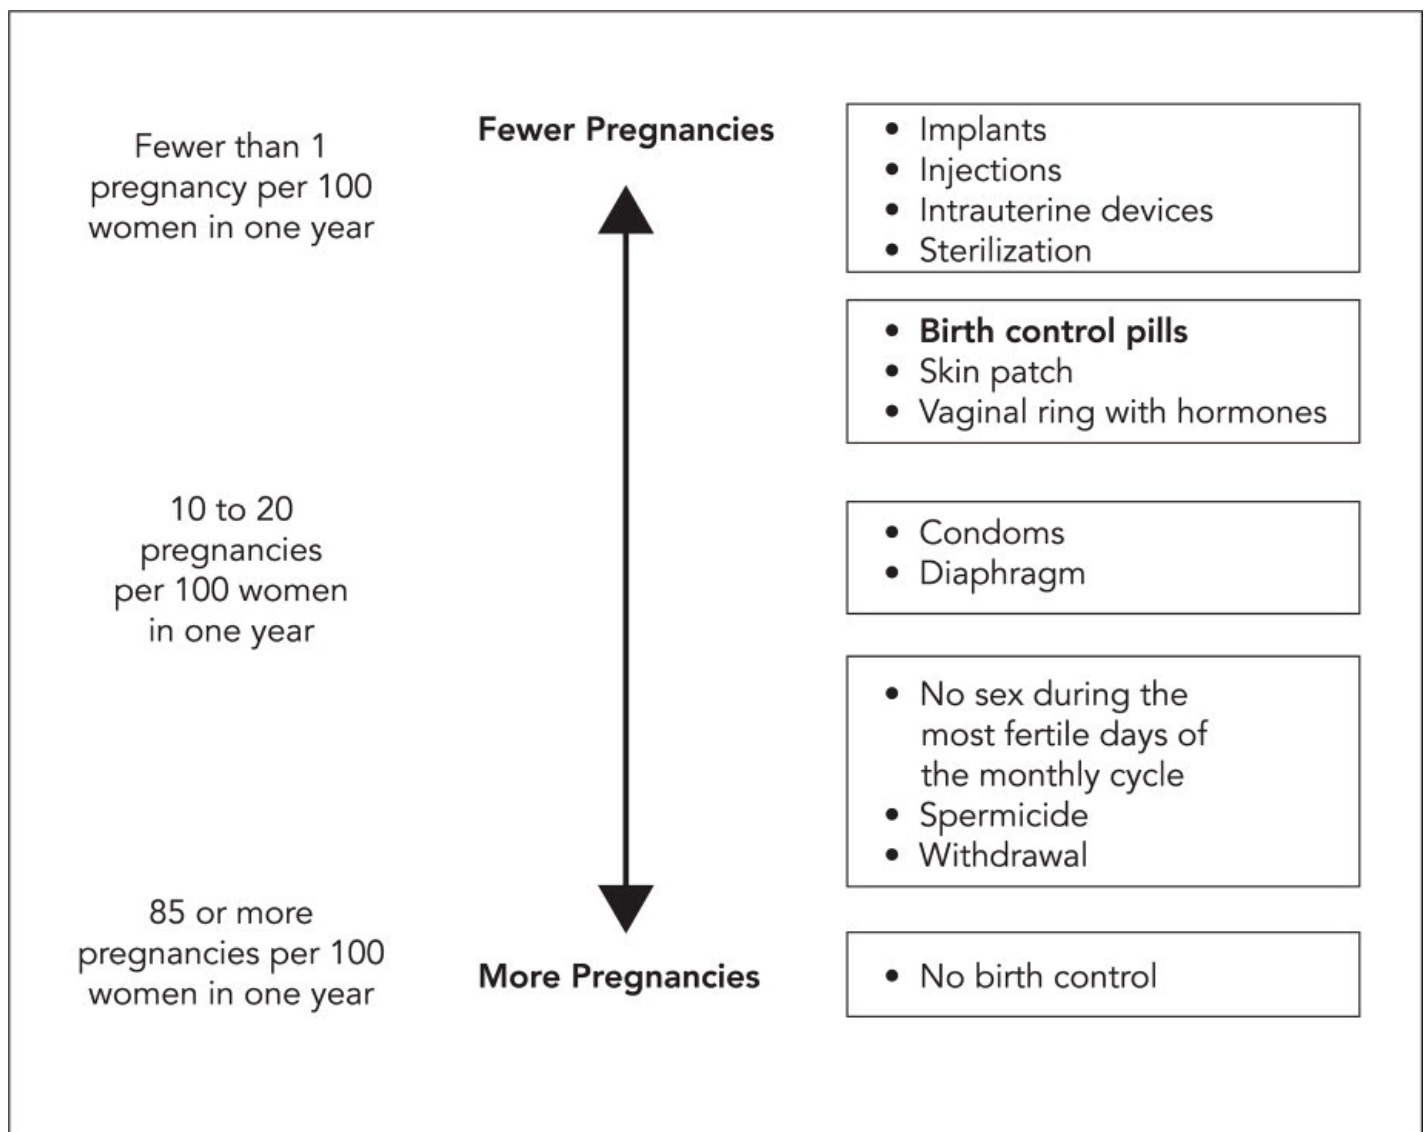 Fewer than 1
pregnancy per 100
women in one year
Fewer Pregnancies
• Implants
• Injections
• Intrauterine devices
• Sterilization
• Birth control pills
• Skin patch
• Vaginal ring with hormones
10 to 20
pregnancies
per 100 women
in one year
• Condoms
• Diaphragm
• No sex during the
most fertile days of
the monthly cycle
• Spermicide
• Withdrawal
85 or more
pregnancies per 100
women in one year
More Pregnancies
• No birth control